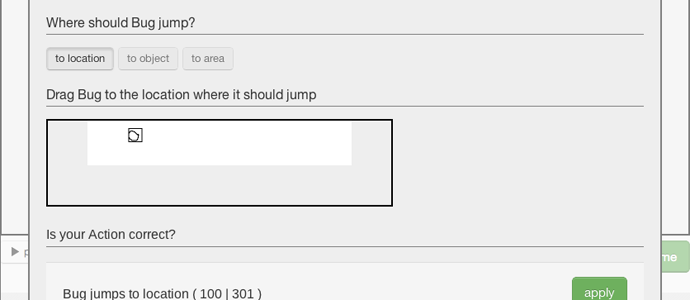 Where should Bug jump?
to location to object to area
Drag Bug to the location where it should jump
Is your Action correct?
Bug jumps to location ( 100 | 301 )
apply